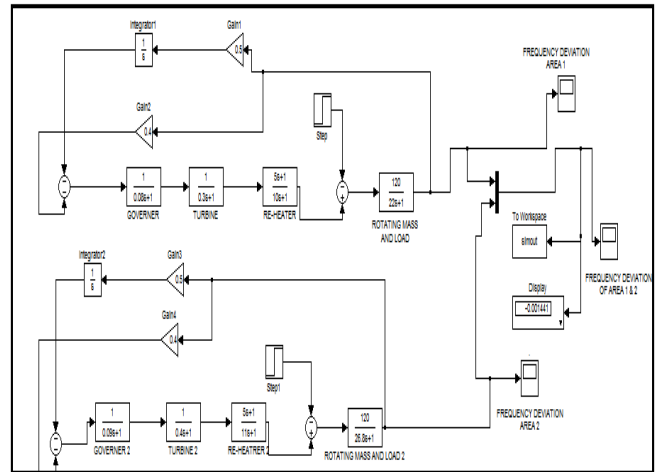 Integrator1
1
s
Gain1
0.5
FREQUENCY DEVIATION
AREA 1
Gain2
0.4
Step
1
0.08s+1
GOVERNER
1
0.3s+1
TURBINE
5s+1
10s+1
RE-HEATER
120
22s+1
ROTATING MASS
AND LOAD
To Workspace
simout
FREQUENCY DEVIATION
OF AREA 1 & 2
Display
-0.001441
Integrator2
1
s
Gain3
0.5
Gain4
0.4
Step1
FREQUENCY DEVIATION
AREA 2
1
0.09s+1
GOVERNER 2
1
0.4s+1
TURBINE 2
5s+1
11s+1
RE-HEATRER 2
120
26.8s+1
ROTATING MASS AND LOAD 2